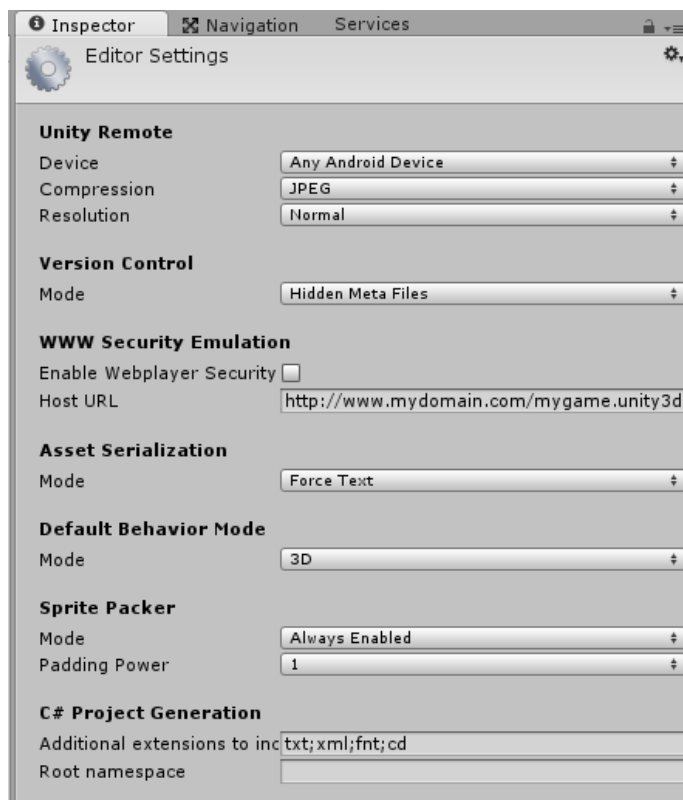 Inspector Navigation Services
Editor Settings
Unity Remote
Device Any Android Device
Compression JPEG
Resolution Normal
Version Control
Mode Hidden Meta Files
WWW Security Emulation
Enable Webplayer Security
Host URL http://www.mydomain.com/mygame.unity3d
Asset Serialization
Mode Force Text
Default Behavior Mode
Mode 3D
Sprite Packer
Mode Always Enabled
Padding Power 1
C# Project Generation
Additional extensions to inc txt;xml;fnt;cd
Root namespace